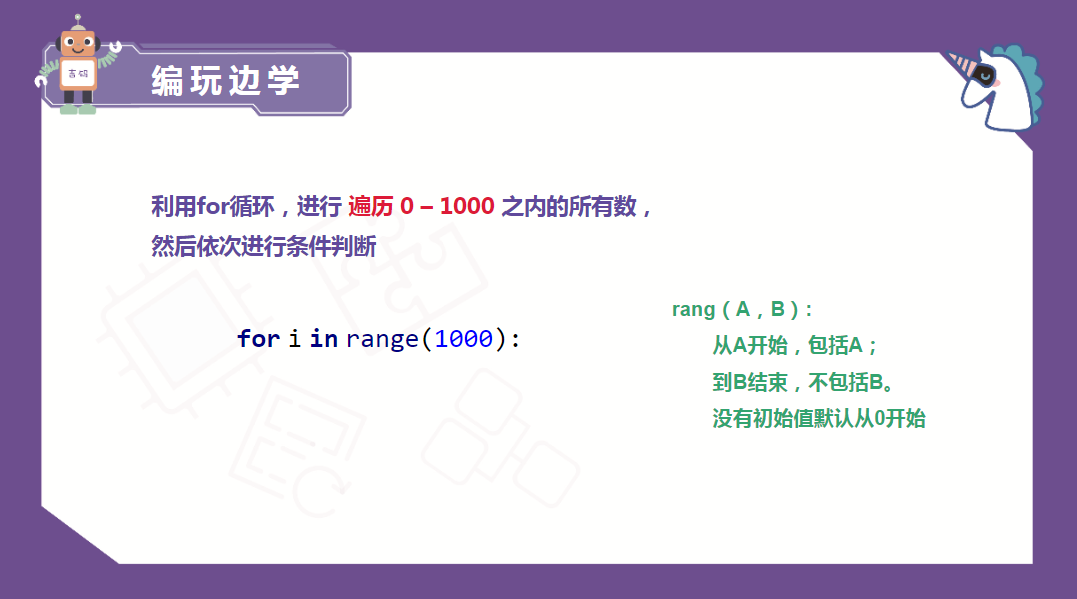 吉码
编玩边学
利用for循环，进行 遍历 0 – 1000 之内的所有数，
然后依次进行条件判断
for i in range(1000):
rang（A，B）：
从A开始，包括A；
到B结束，不包括B。
没有初始值默认从0开始